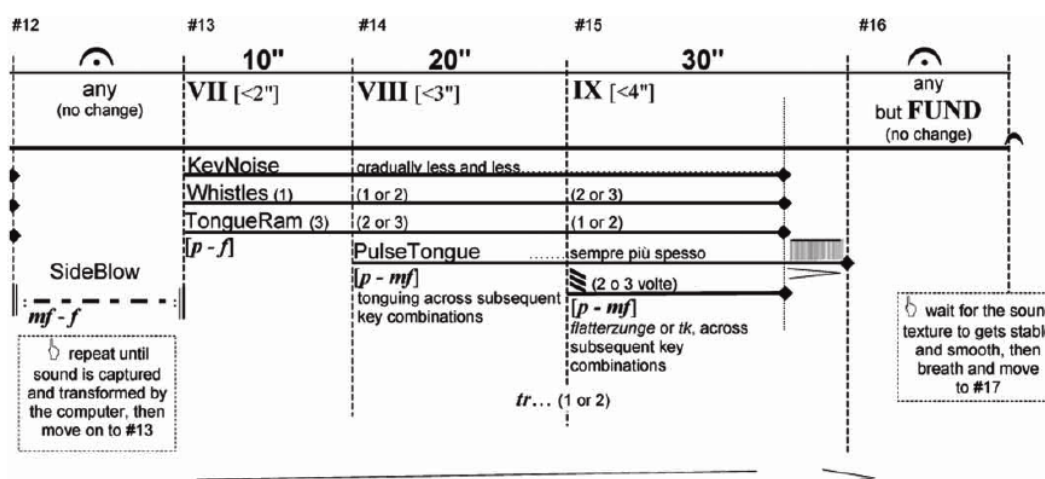 #12 #13 #14 #15 #16
10" 20" 30"
any
(no change)
VII [<2"] VIII [<3"] IX [<4"]
any
but FUND
(no change)
KeyNoise gradually less and less
Whistles (1) (1 or 2) (2 or 3)
TongueRam (3) (2 or 3) (1 or 2)
[p - f]
PulseTongue ....... sempre più spesso
SideBlow
mf - f
[p - mf]
tonguing across subsequent
key combinations
(2 o 3 volte)
[p - mf]
flatterzunge or tk, across
subsequent key
combinations
tr... (1 or 2)
repeat until
sound is captured
and transformed by
the computer, then
move on to #13
wait for the soun
texture to gets stabl
and smooth, then
breath and move
to #17